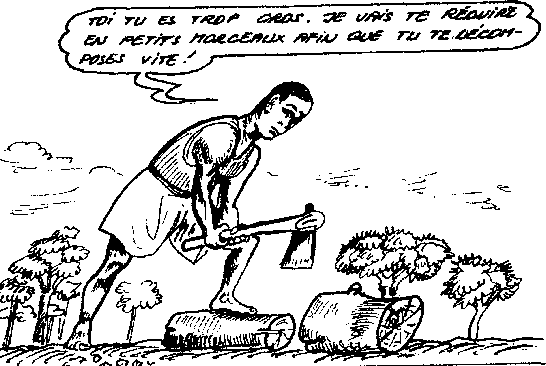 TOI TU ES TROP GROS. JE VAIS TE RÉDUIRE
EN PETITS MORCEAUX AFIN QUE TU TE DÉCOM-
POSES VITE!